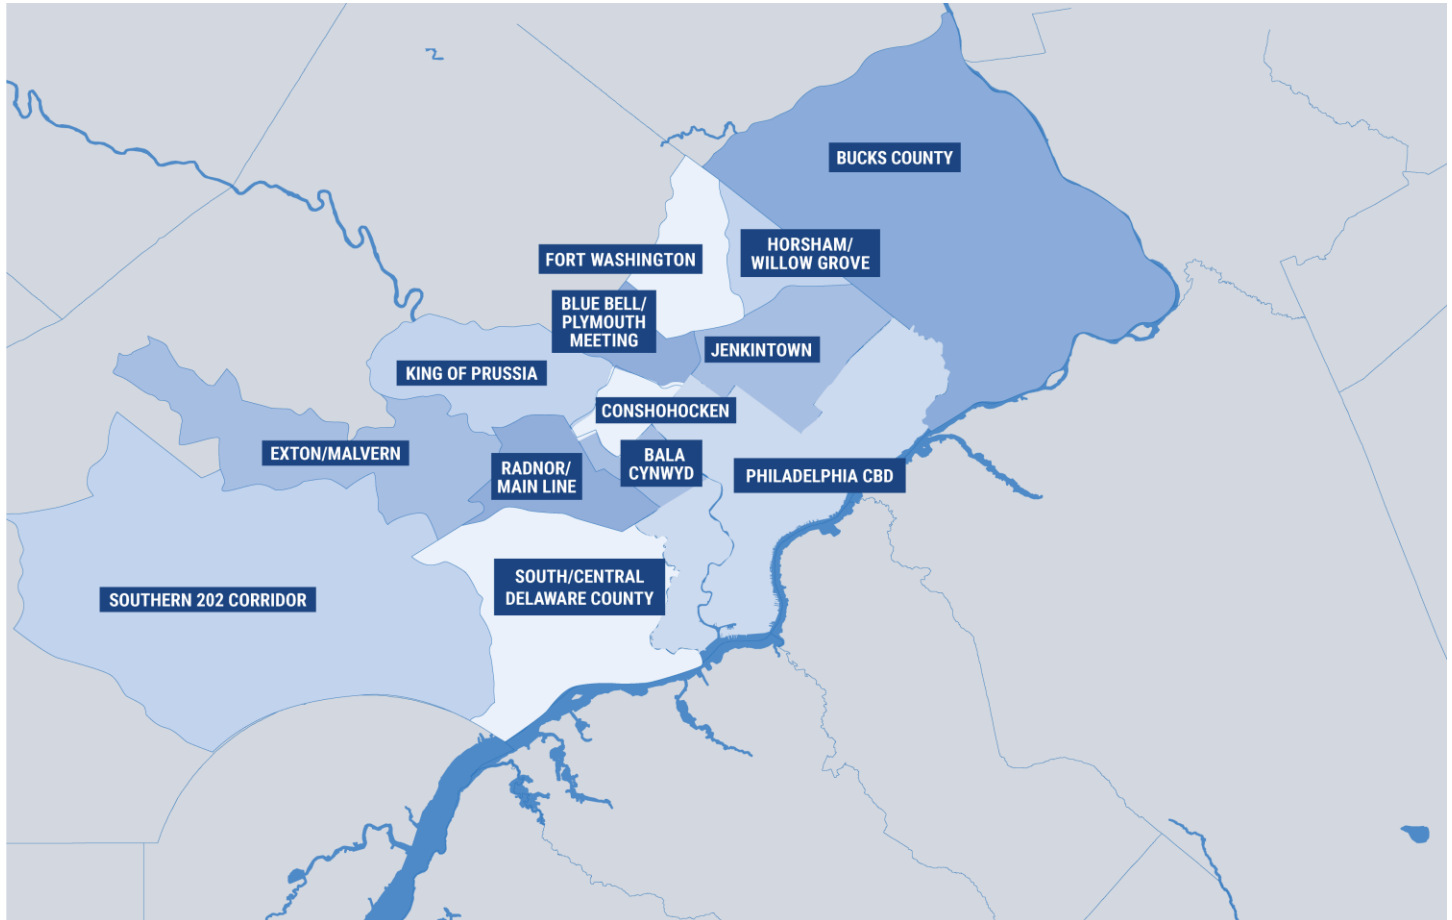 BUCKS COUNTY
HORSHAM/
WILLOW GROVE
FORT WASHINGTON
BLUE BELL/
PLYMOUTH
MEETING
JENKINTOWN
KING OF PRUSSIA
CONSHOHOCKEN
EXTON/MALVERN
RADNOR/
MAIN LINE
BALA
CYNWYD
PHILADELPHIA CBD
SOUTH/CENTRAL
DELAWARE COUNTY
SOUTHERN 202 CORRIDOR